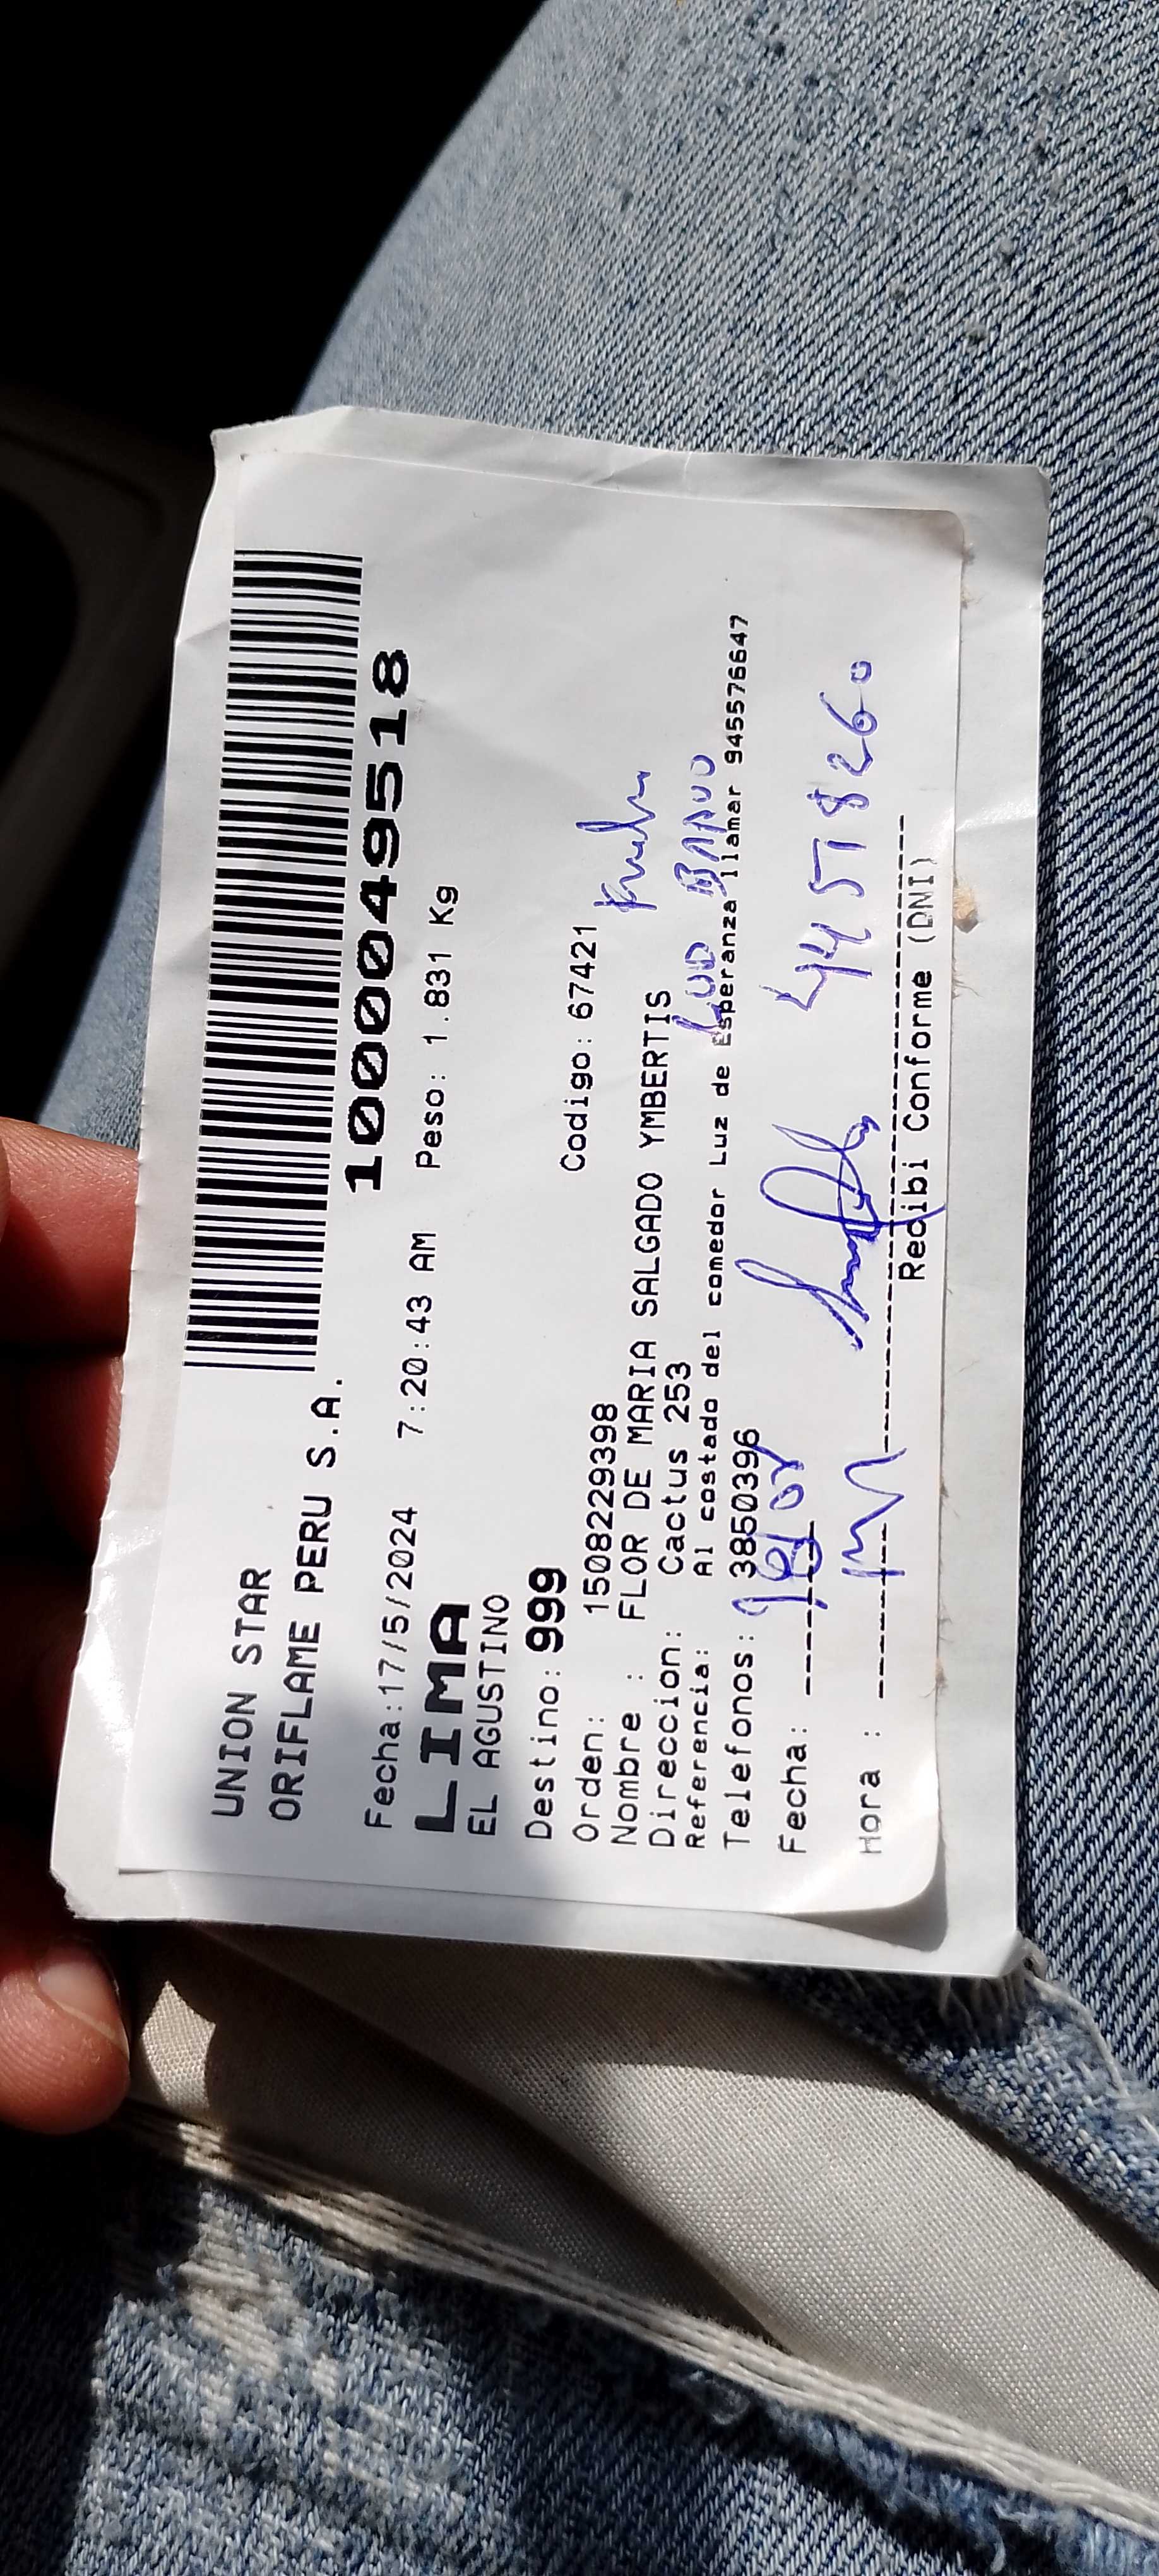 UNION STAR
ORIFLAME PERU S.A.
1000049518
Fecha:17/5/2024 7:20:43 AM Peso: 1.831 Kg
LIMA
EL AGUSTINO
Destino: 999
Orden: 1508229398 Codigo: 67421
Nombre : FLOR DE MARIA SALGADO YMBERTIS
Direccion: Cactus 253
Referencia: Al costado del comedor Luz de Esperanza llamar 945576647
Telefonos: 3850396
Fecha:
44578260
Hora :
Recibi Conforme (DNI)